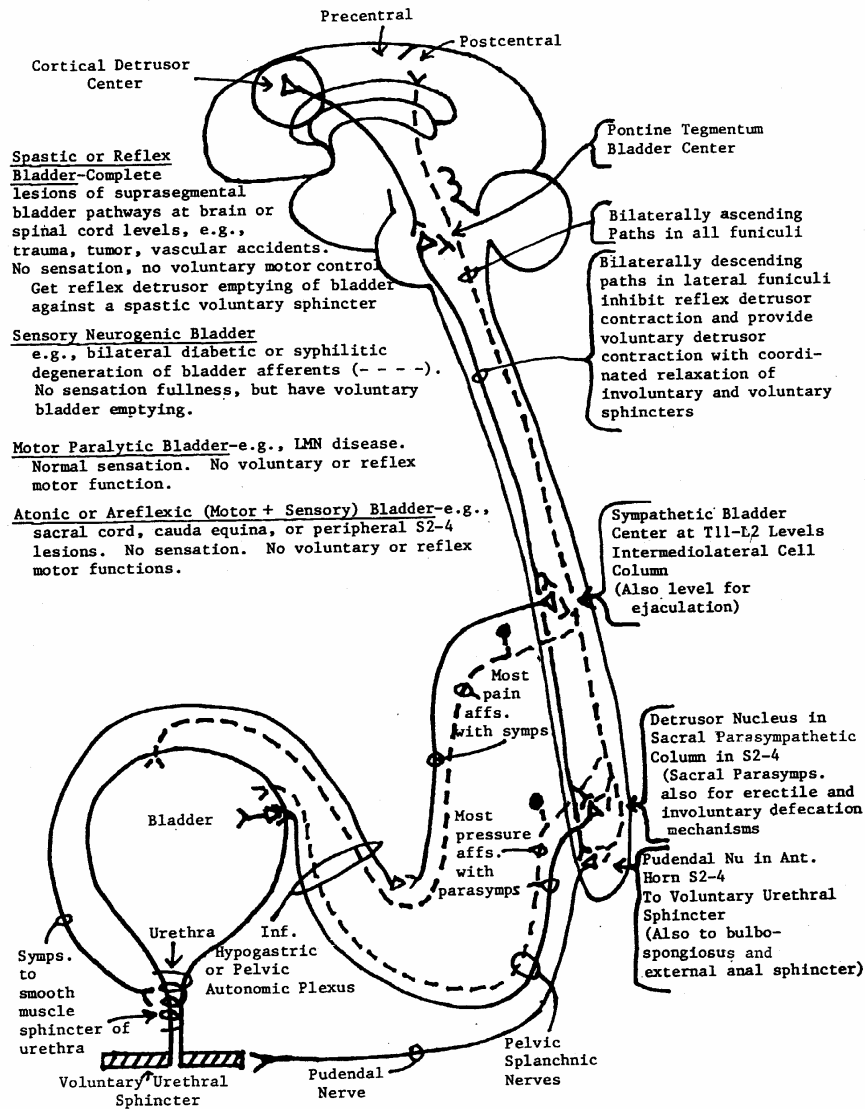 Precentral
Postcentral
Cortical Detrusor
Center
Pontine Tegmentum
Bladder Center
Spastic or Reflex
Bladder-Complete
lesions of suprasegmental
bladder pathways at brain or
spinal cord levels, e.g.,
trauma, tumor, vascular accidents.
No sensation, no voluntary motor control
Get reflex detrusor emptying of bladder
against a spastic voluntary sphincter
Bilaterally ascending
Paths in all funiculi
Bilaterally descending
paths in lateral funiculi
inhibit reflex detrusor
contraction and provide
voluntary detrusor
contraction with coordi-
nated relaxation of
involuntary and voluntary
sphincters
Sensory Neurogenic Bladder
e.g., bilateral diabetic or syphilitic
degeneration of bladder afferents (- - - -).
No sensation fullness, but have voluntary
bladder emptying.
Motor Paralytic Bladder-e.g., LMN disease.
Normal sensation. No voluntary or reflex
motor function.
Atonic or Areflexic (Motor + Sensory) Bladder-e.g.,
sacral cord, cauda equina, or peripheral S2-4
lesions. No sensation. No voluntary or reflex
motor functions.
Sympathetic Bladder
Center at T11-L2 Levels
Intermediolateral Cell
Column
(Also level for
ejaculation)
Most
pain
affs.
with symps
Detrusor Nucleus in
Sacral Parasympathetic
Column in S2-4
(Sacral Parasymps.
also for erectile and
involuntary defecation
mechanisms
Bladder
Most
pressure
affs.
with
parasymps
Pudendal Nu in Ant.
Horn S2-4
To Voluntary Urethral
Sphincter
(Also to bulbo-
spongiosus and
external anal sphincter)
Urethra
Inf.
Hypogastric
or Pelvic
Autonomic Plexus
Symps.
to
smooth
muscle
sphincter of
urethra
Pelvic
Splanchnic
Nerves
Pudendal
Nerve
Voluntary Urethral
Sphincter